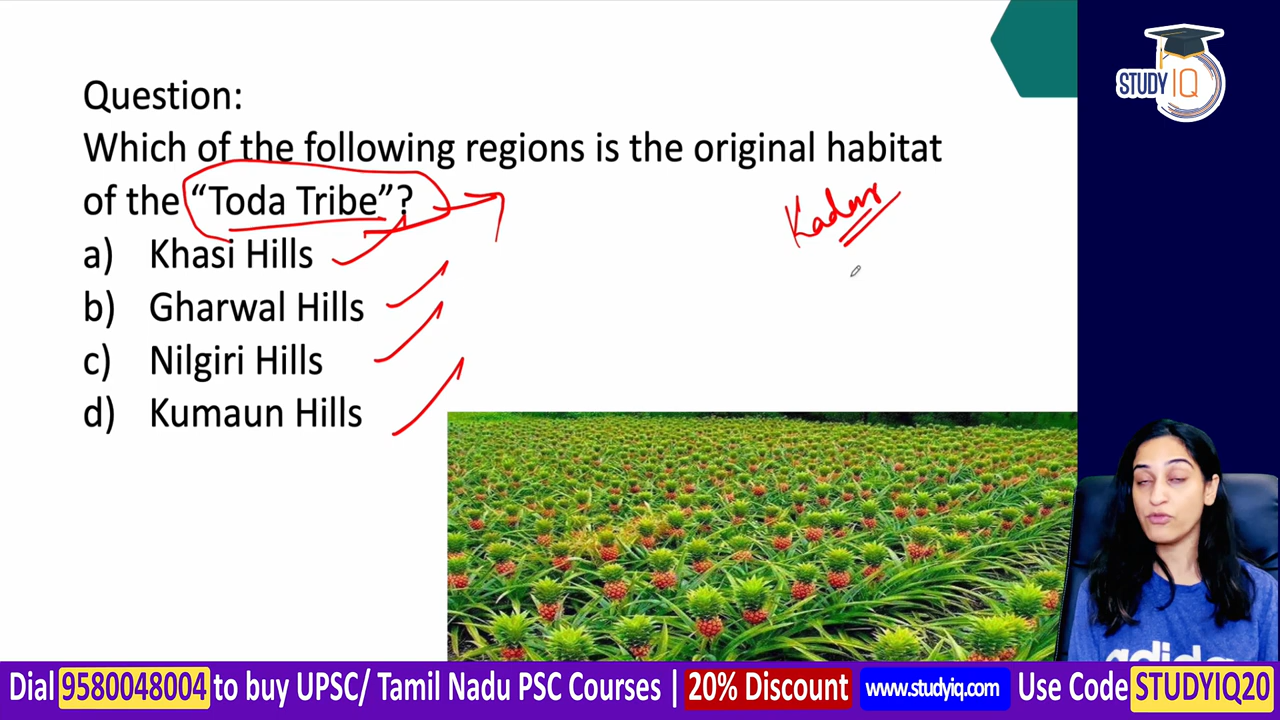 STUDY IQ
Question:
Which of the following regions is the original habitat
of the “Toda Tribe”?
Kadar
a) Khasi Hills
b) Gharwal Hills
c) Nilgiri Hills
d) Kumaun Hills
adidas
Dial 9580048004 to buy UPSC/ Tamil Nadu PSC Courses | 20% Discount www.studyiq.com Use Code STUDYIQ20